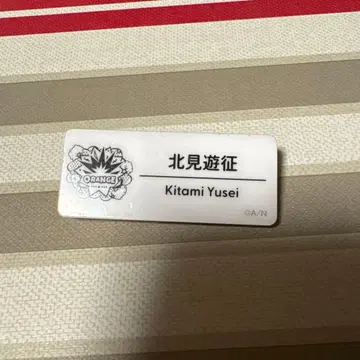 ORANGE
北見遊征
Kitami Yusei
©A/N